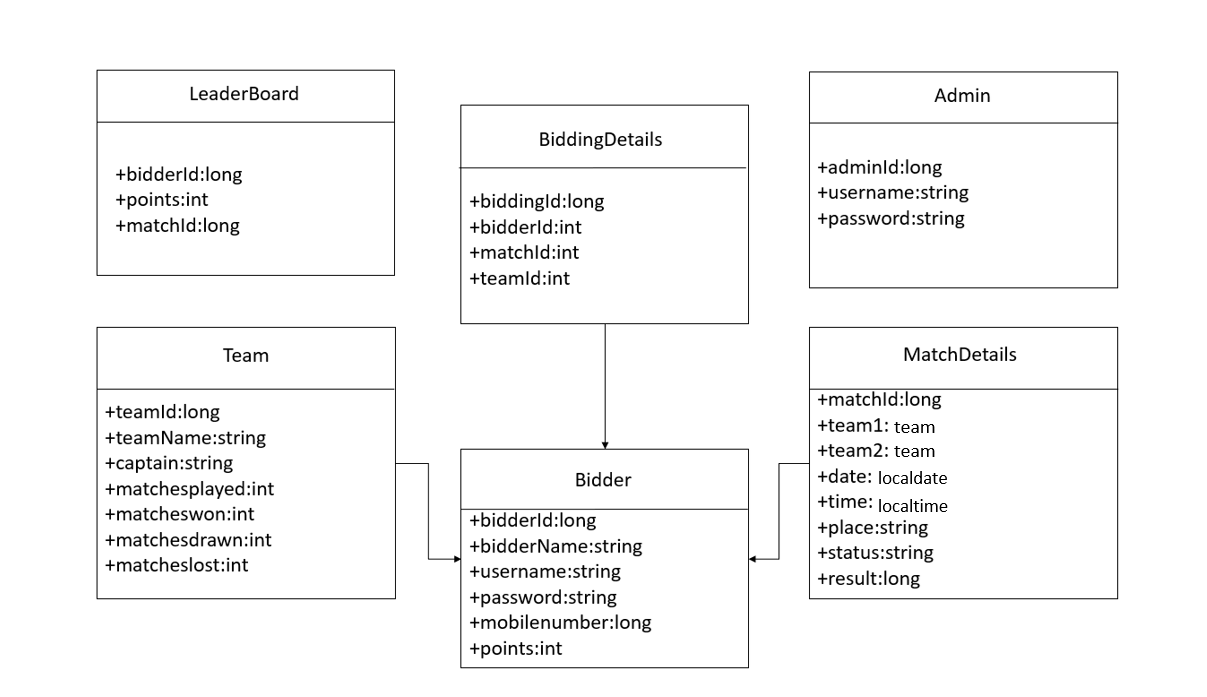 LeaderBoard
+bidderId:long
+points:int
+matchId:long
BiddingDetails
+biddingId:long
+bidderId:int
+matchId:int
+teamId:int
Admin
+adminId:long
+username:string
+password:string
Team
+teamId:long
+teamName:string
+captain:string
+matchesplayed:int
+matcheswon:int
+matchesdrawn:int
+matcheslost:int
Bidder
+bidderId:long
+bidderName:string
+username:string
+password:string
+mobilenumber:long
+points:int
MatchDetails
+matchId:long
+team1: team
+team2: team
+date: localdate
+time: localtime
+place:string
+status:string
+result:long